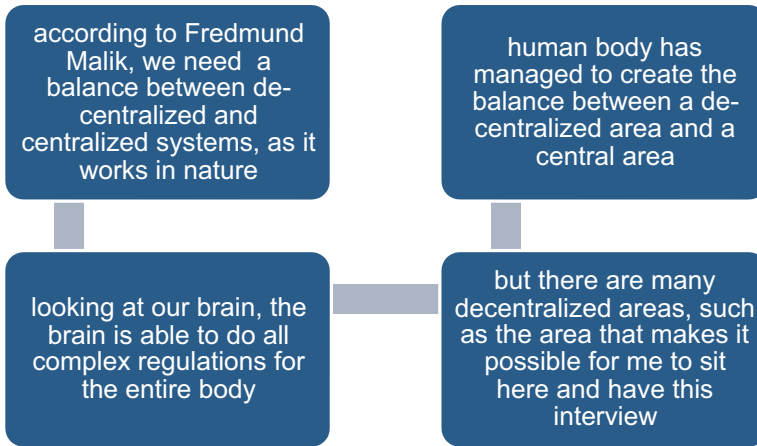 according to Fredmund
Malik, we need a
balance between de-
centralized and
centralized systems, as it
works in nature
looking at our brain, the
brain is able to do all
complex regulations for
the entire body
but there are many
decentralized areas, such
as the area that makes it
possible for me to sit
here and have this
interview
human body has
managed to create the
balance between a de-
centralized area and a
central area